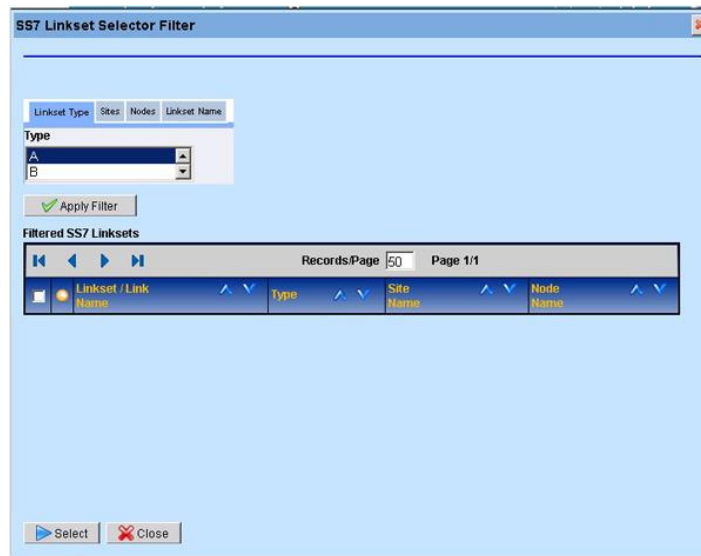 SS7 Linkset Selector Filter
Linkset Type Sites Nodes Linkset Name
Type
A
B
Apply Filter
Filtered SS7 Linksets
Records/Page 50 Page 1/1
Linkset / Link Name Type Site Name Node Name
Select Close